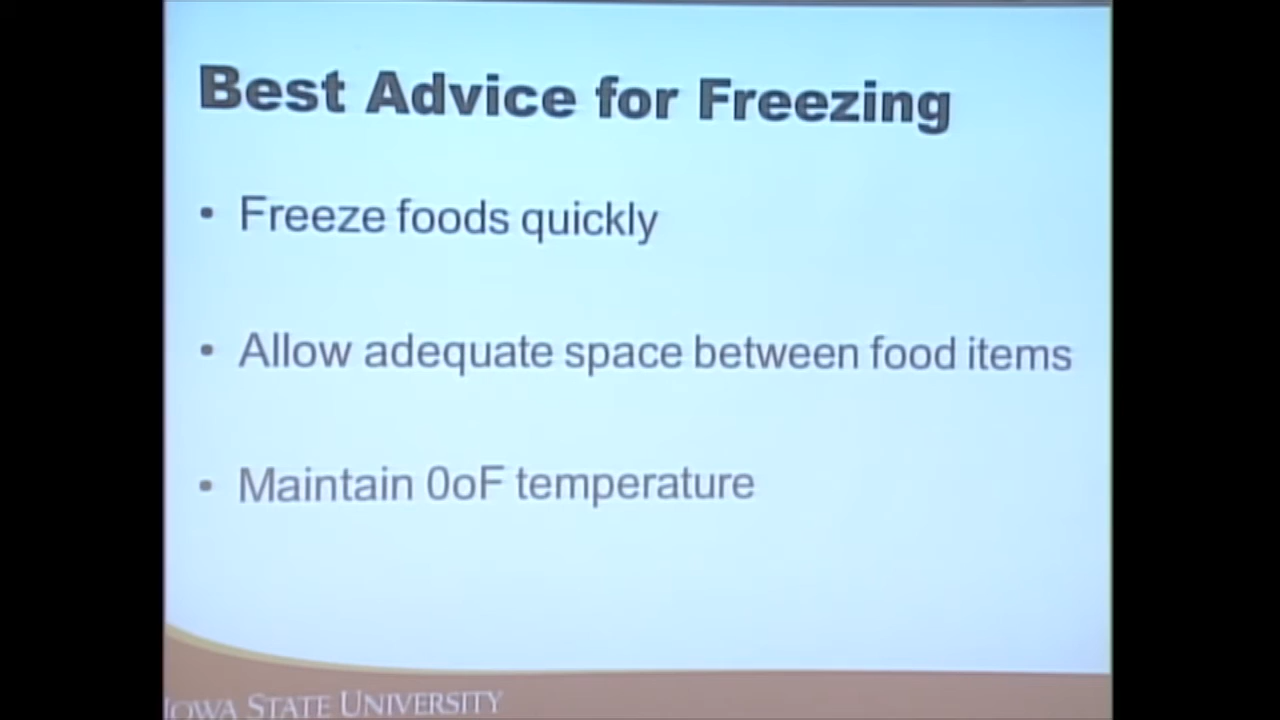 Best Advice for Freezing
• Freeze foods quickly
• Allow adequate space between food items
• Maintain 0oF temperature
IOWA STATE UNIVERSITY